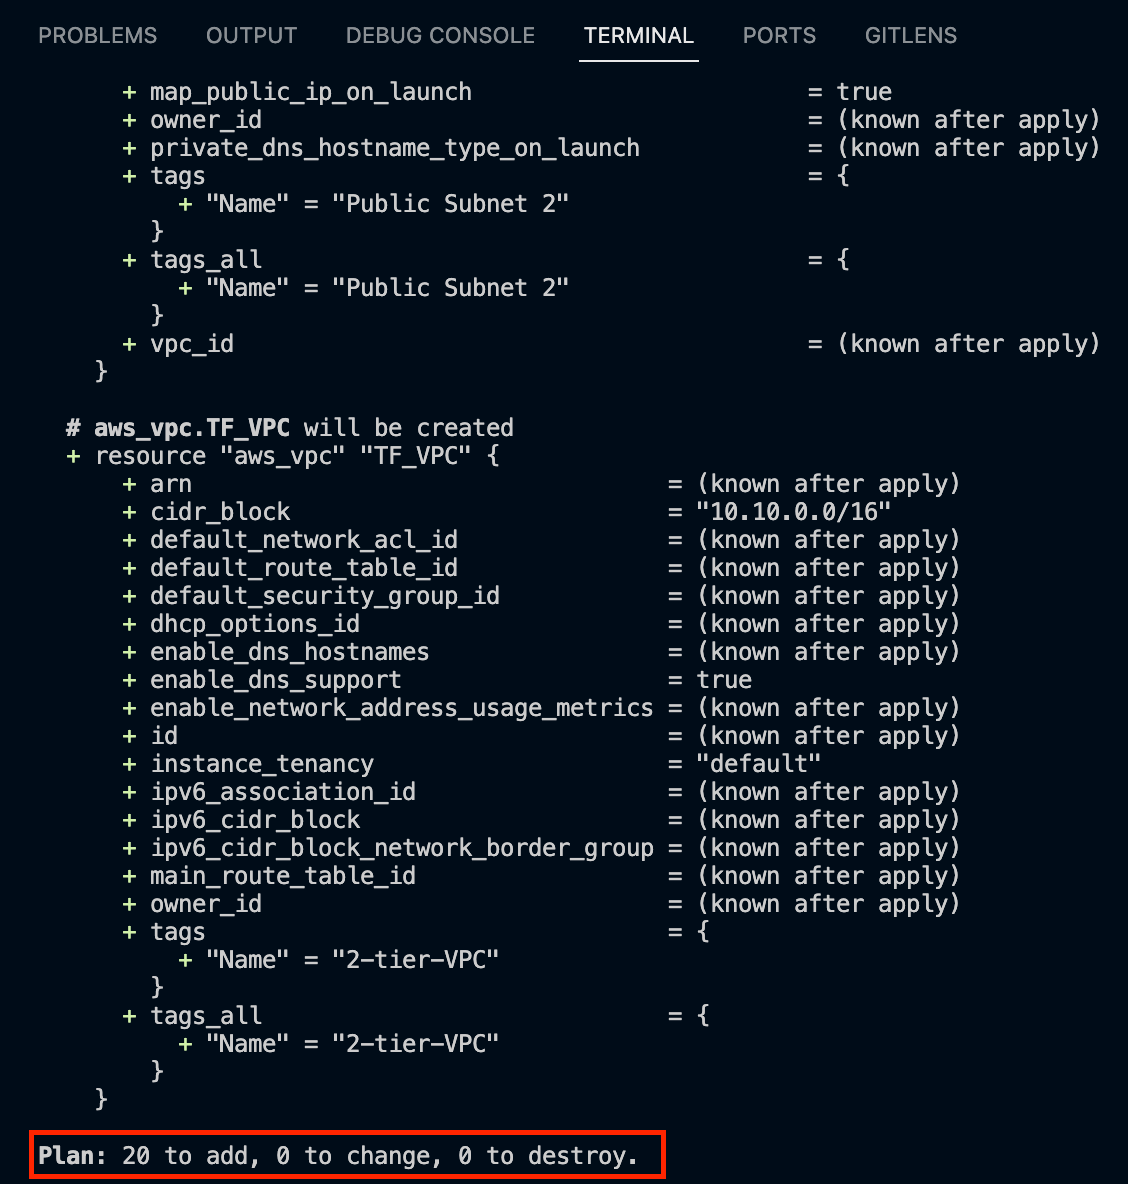 PROBLEMS OUTPUT DEBUG CONSOLE TERMINAL PORTS GITLENS
+ map_public_ip_on_launch = true
+ owner_id = (known after apply)
+ private_dns_hostname_type_on_launch = (known after apply)
+ tags = {
+ "Name" = "Public Subnet 2"
}
+ tags_all = {
+ "Name" = "Public Subnet 2"
}
+ vpc_id = (known after apply)
}
# aws_vpc.TF_VPC will be created
+ resource "aws_vpc" "TF_VPC" {
+ arn = (known after apply)
+ cidr_block = "10.10.0.0/16"
+ default_network_acl_id = (known after apply)
+ default_route_table_id = (known after apply)
+ default_security_group_id = (known after apply)
+ dhcp_options_id = (known after apply)
+ enable_dns_hostnames = (known after apply)
+ enable_dns_support = true
+ enable_network_address_usage_metrics = (known after apply)
+ id = (known after apply)
+ instance_tenancy = "default"
+ ipv6_association_id = (known after apply)
+ ipv6_cidr_block = (known after apply)
+ ipv6_cidr_block_network_border_group = (known after apply)
+ main_route_table_id = (known after apply)
+ owner_id = (known after apply)
+ tags = {
+ "Name" = "2-tier-VPC"
}
+ tags_all = {
+ "Name" = "2-tier-VPC"
}
}
Plan: 20 to add, 0 to change, 0 to destroy.